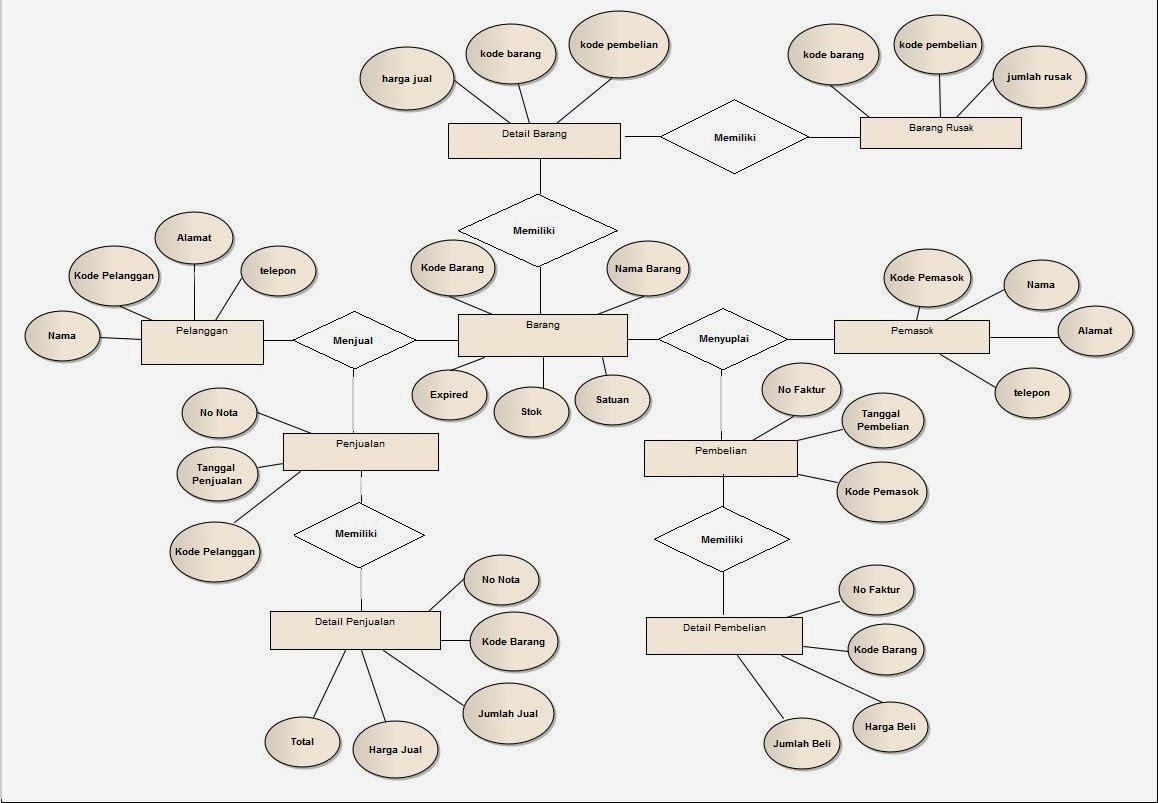 kode pembelian
kode barang
harga jual
Detail Barang
Memiliki
kode barang
kode pembelian
jumlah rusak
Barang Rusak
Memiliki
Alamat
Kode Pelanggan
telepon
Nama
Pelanggan
Menjual
Kode Barang
Nama Barang
Barang
Expired
Stok
Satuan
Menyuplai
Kode Pemasok
Nama
Alamat
telepon
Pemasok
No Nota
Tanggal
Penjualan
Kode Pelanggan
Penjualan
Memiliki
No Faktur
Tanggal
Pembelian
Kode Pemasok
Pembelian
Memiliki
No Nota
Detail Penjualan
Kode Barang
Jumlah Jual
Total
Harga Jual
No Faktur
Detail Pembelian
Kode Barang
Harga Beli
Jumlah Beli